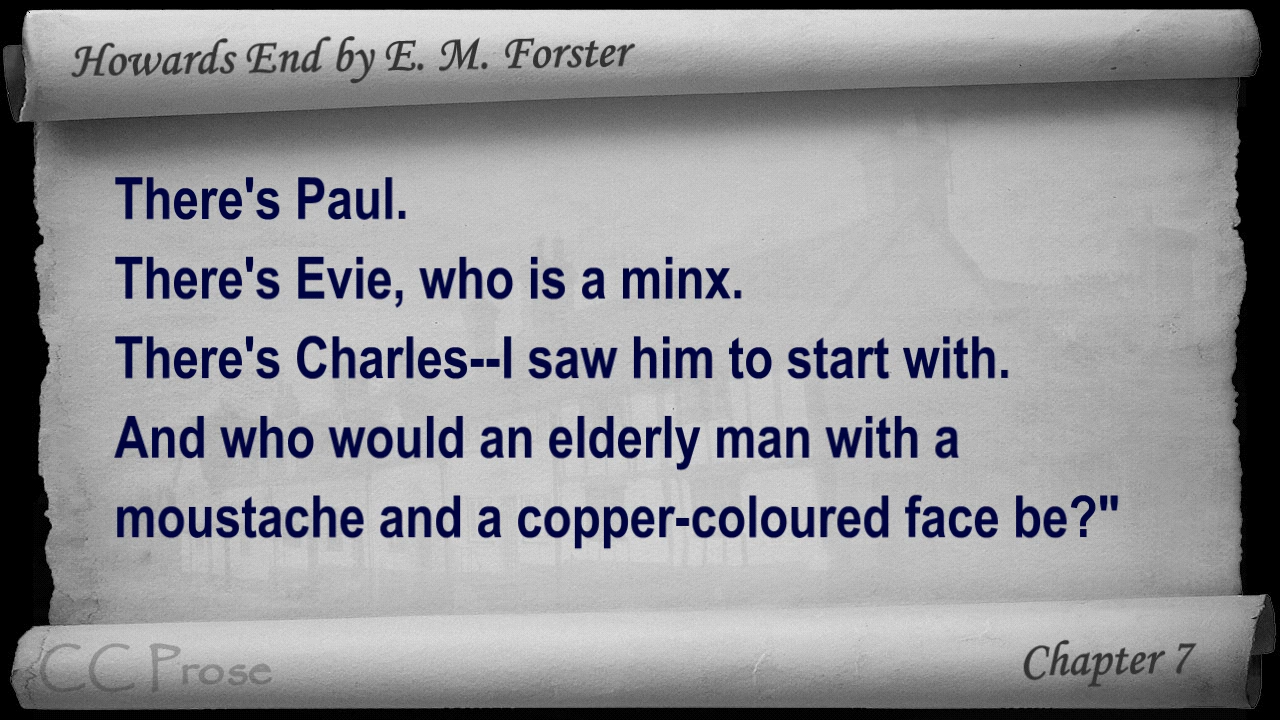 Howards End by E. M. Forster
There's Paul.
There's Evie, who is a minx.
There's Charles--I saw him to start with.
And who would an elderly man with a
moustache and a copper-coloured face be?"
CC Prose
Chapter 7